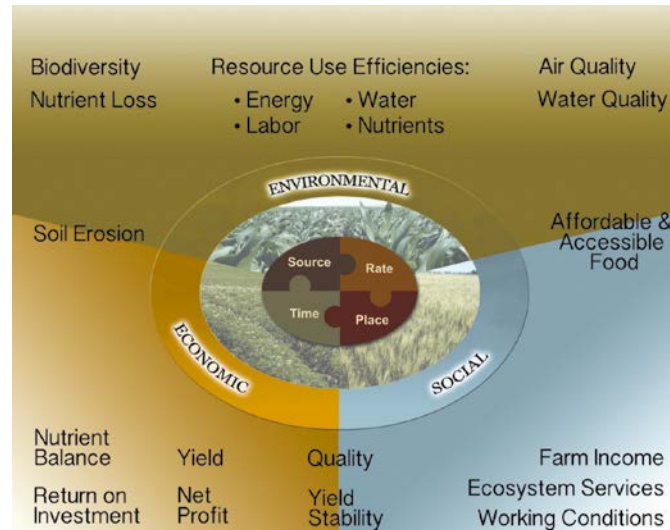 Biodiversity
Nutrient Loss
Resource Use Efficiencies:
• Energy • Water
• Labor • Nutrients
Air Quality
Water Quality
ENVIRONMENTAL
Soil Erosion
Affordable &
Accessible
Food
Source
Rate
Time
Place
ECONOMIC
SOCIAL
Nutrient
Balance
Yield
Quality
Farm Income
Return on
Investment
Net
Profit
Yield
Stability
Ecosystem Services
Working Conditions